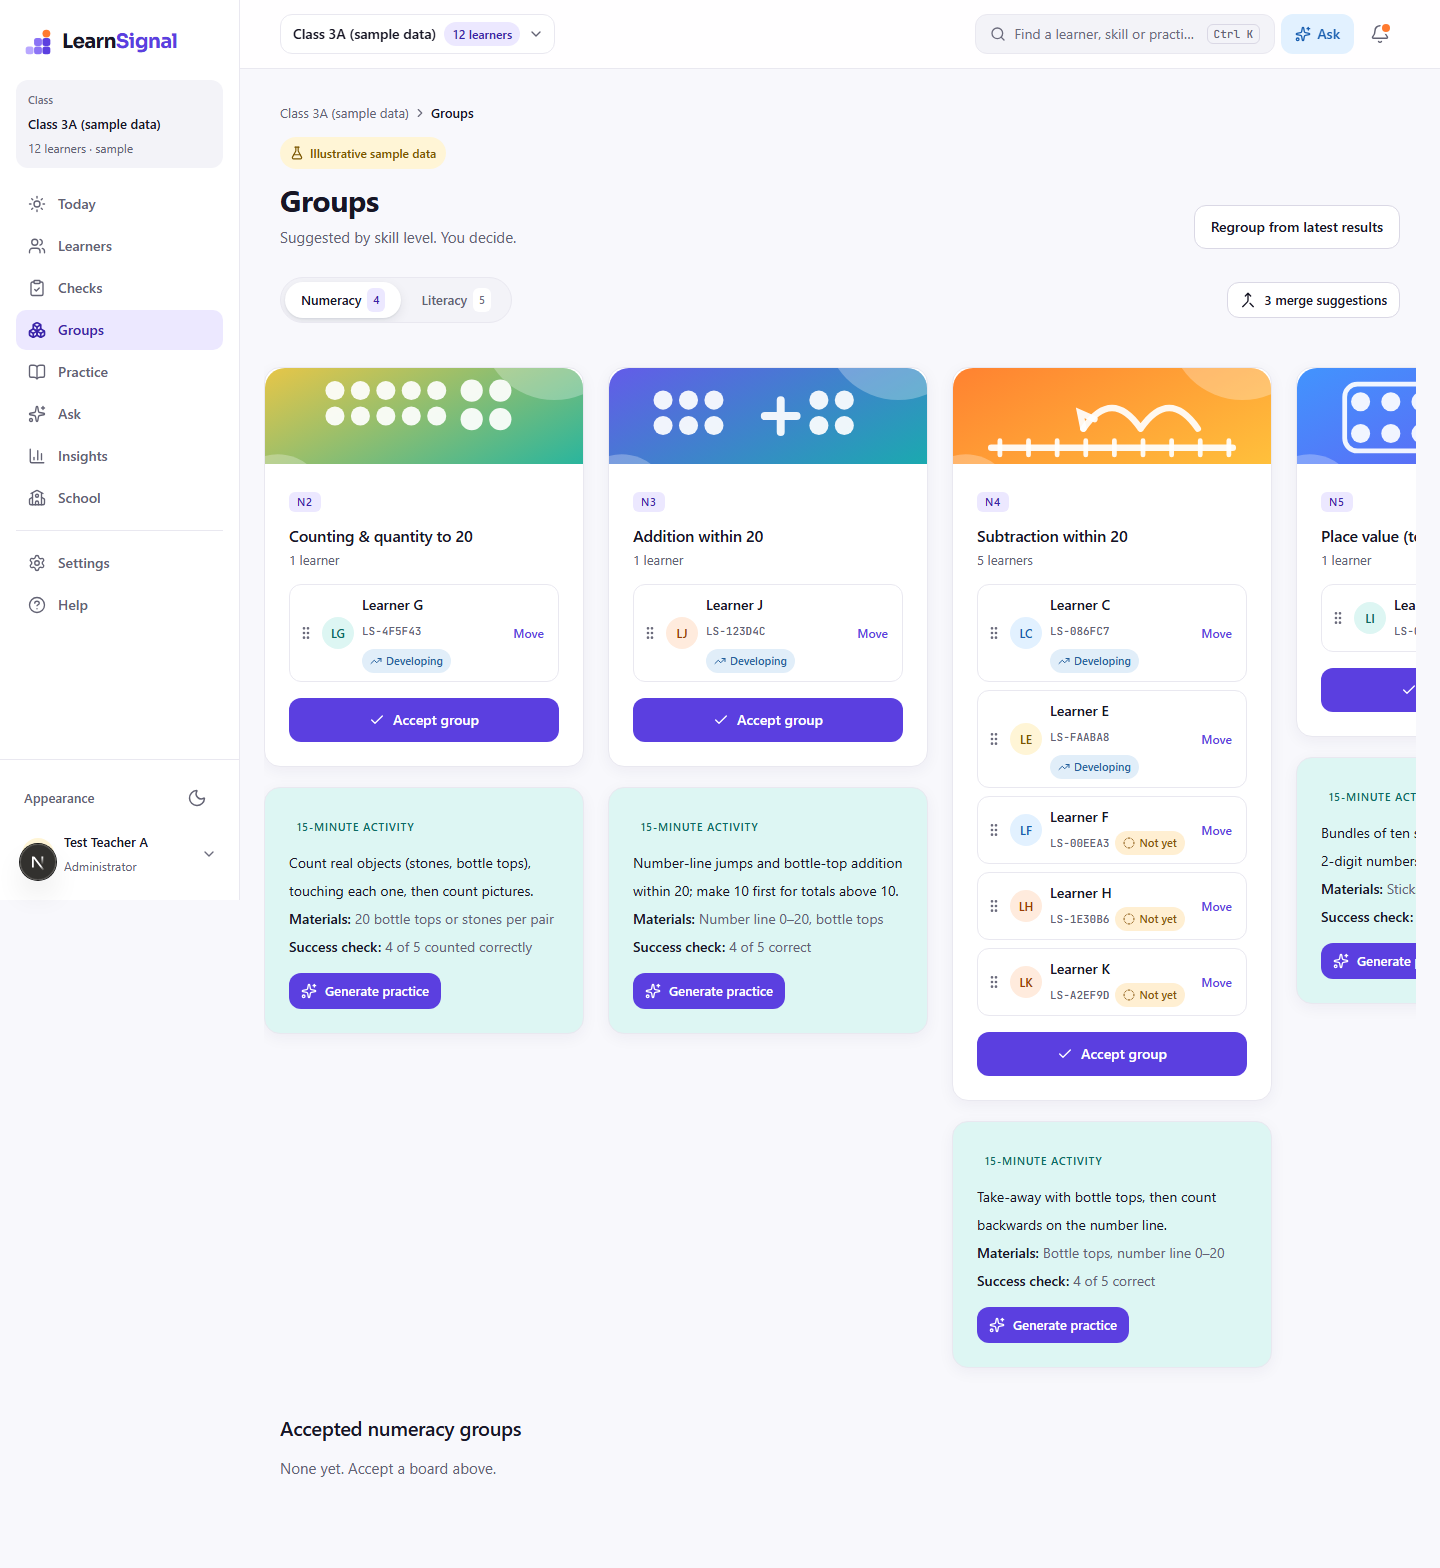 LearnSignal
Class
Class 3A (sample data)
12 learners · sample
Today
Learners
Checks
Groups
Practice
Ask
Insights
School
Settings
Help
Appearance
N
Test Teacher A
Administrator
Class 3A (sample data) 12 learners
Find a learner, skill or practi... Ctrl K
Ask
Class 3A (sample data) > Groups
Illustrative sample data
Groups
Suggested by skill level. You decide.
Regroup from latest results
Numeracy 4
Literacy 5
3 merge suggestions
N2
Counting & quantity to 20
1 learner
LG
Learner G
LS-4F5F43
Developing
Move
Accept group
15-MINUTE ACTIVITY
Count real objects (stones, bottle tops),
touching each one, then count pictures.
Materials: 20 bottle tops or stones per pair
Success check: 4 of 5 counted correctly
Generate practice
N3
Addition within 20
1 learner
LJ
Learner J
LS-123D4C
Developing
Move
Accept group
15-MINUTE ACTIVITY
Number-line jumps and bottle-top addition
within 20; make 10 first for totals above 10.
Materials: Number line 0–20, bottle tops
Success check: 4 of 5 correct
Generate practice
N4
Subtraction within 20
5 learners
LC
Learner C
LS-086FC7
Developing
Move
LE
Learner E
LS-FAABA8
Developing
Move
LF
Learner F
LS-00EEA3 Not yet
Move
LH
Learner H
LS-1E30B6 Not yet
Move
LK
Learner K
LS-A2EF9D Not yet
Move
Accept group
15-MINUTE ACTIVITY
Take-away with bottle tops, then count
backwards on the number line.
Materials: Bottle tops, number line 0–20
Success check: 4 of 5 correct
Generate practice
N5
Place value
1 learner
LI
15-MINUTE
Bundles of ten
2-digit
Materials: Stick
Success check:
Generate
Accepted numeracy groups
None yet. Accept a board above.